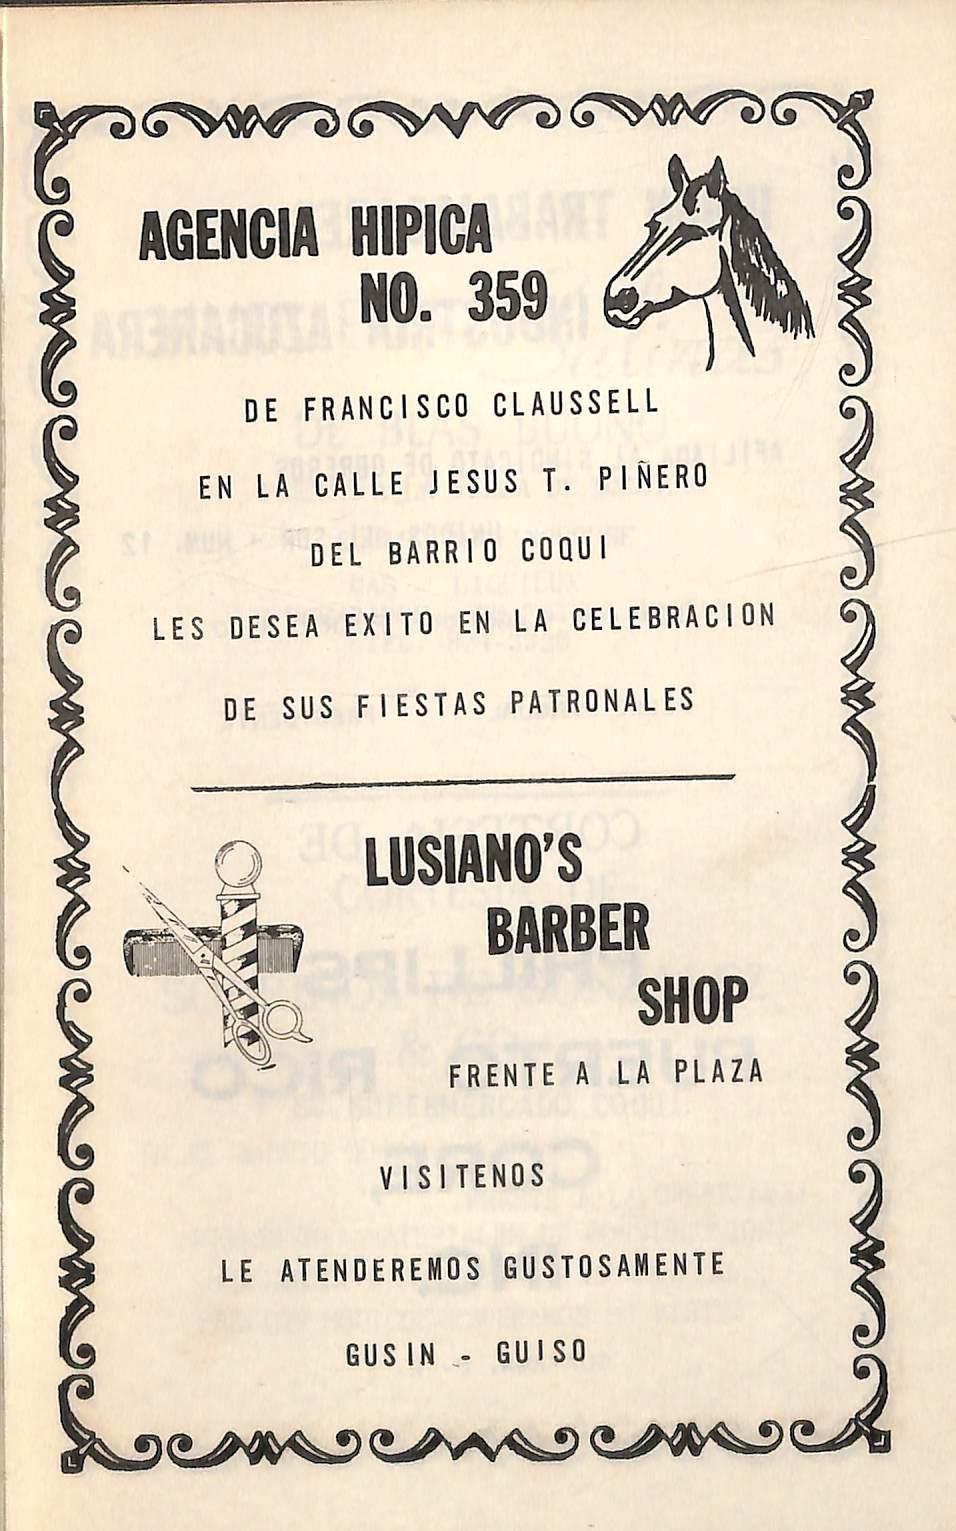 AGENCIA HIPICA
NO. 359
DE FRANCISCO CLAUSSELL
EN LA CALLE JESUS T. PIÑERO
DEL BARRIO COQUI
LES DESEA EXITO EN LA CELEBRACION
DE SUS FIESTAS PATRONALES
LUSIANO'S
BARBER
SHOP
FRENTE A LA PLAZA
VISITENOS
LE ATENDEREMOS GUSTOSAMENTE
GUSIN - GUISO